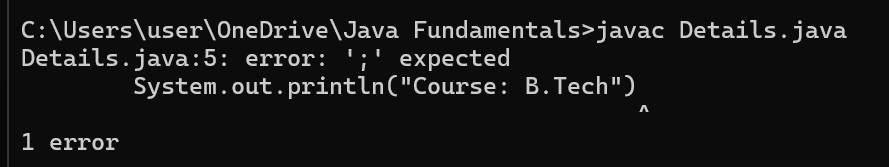 C:\Users\user\OneDrive\Java Fundamentals>javac Details.java
Details.java:5: error: ';' expected
        System.out.println("Course: B.Tech")
                                            ^
1 error